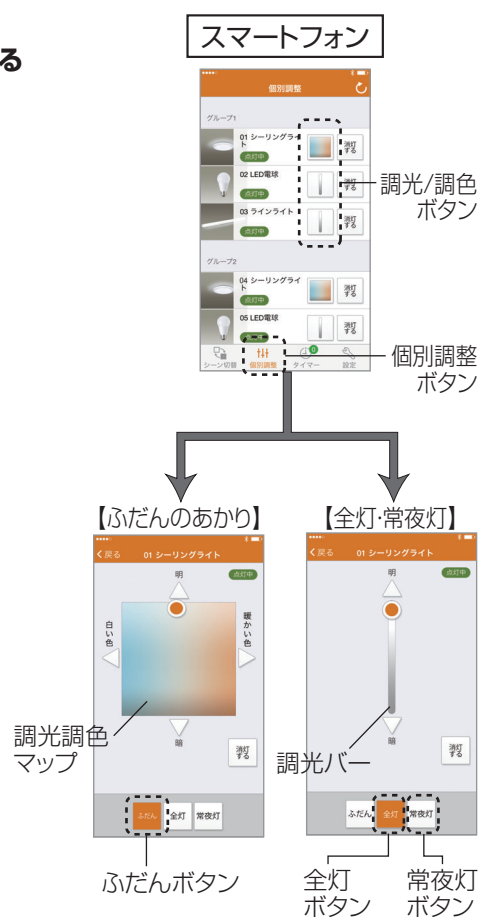 る
スマートフォン
個別調整
グループ1
01 シーリングライ
ト
点灯中
消灯
する
02 LED電球
点灯中
消灯
する
03 ラインライト
点灯中
消灯
する
調光/調色
ボタン
グループ2
04 シーリングライ
ト
点灯中
消灯
する
05 LED電球
消灯
する
シーン切替
個別調整
0
タイマー
設定
個別調整
ボタン
【ふだんのあかり】
戻る
01 シーリングライト
点灯中
明
白い色
暖かい色
暗
消灯
する
調光調色
マップ
ふだん
全灯
常夜灯
ふだんボタン
【全灯・常夜灯】
戻る
01 シーリングライト
点灯中
明
暗
消灯
する
調光バー
ふだん
全灯
常夜灯
全灯
ボタン
常夜灯
ボタン